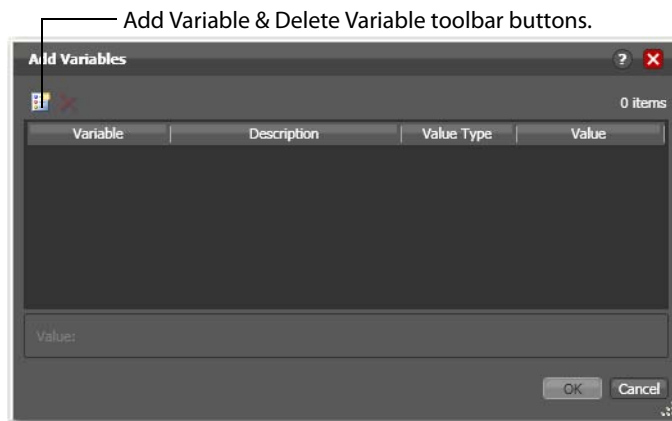 Add Variable & Delete Variable toolbar buttons.
Add Variables
?
0 items
Variable Description Value Type Value
Value:
OK Cancel